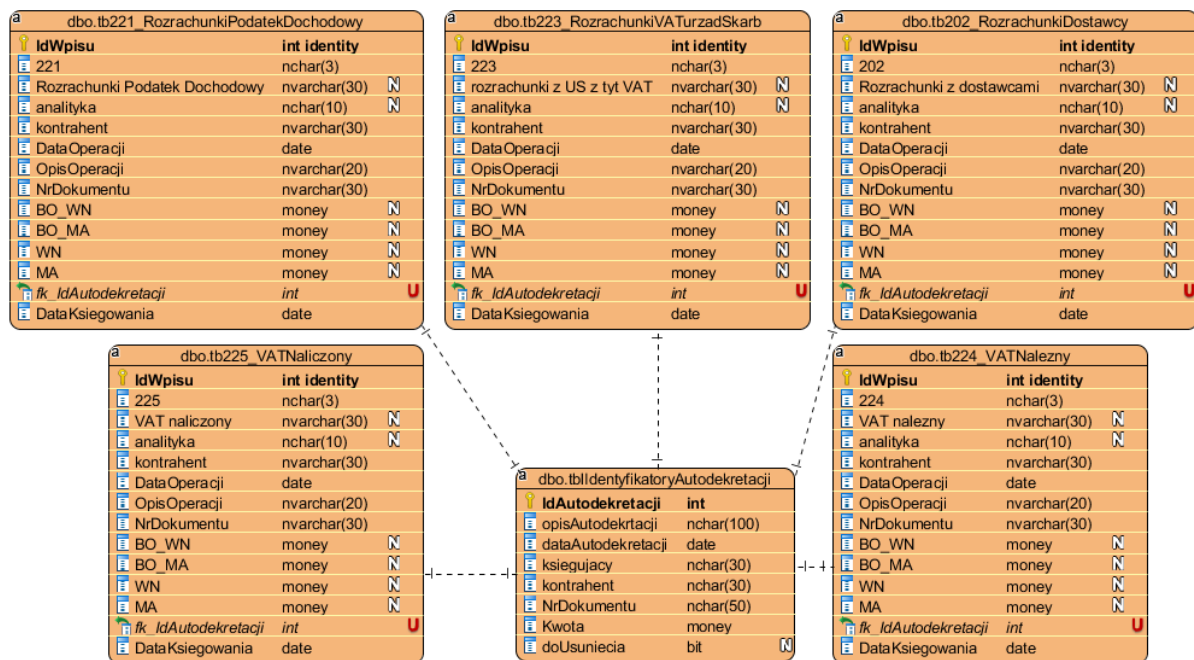 a dbo.tb221_RozrachunkiPodatekDochodowy
IdWpisu int identity
221 nchar(3)
Rozrachunki Podatek Dochodowy nvarchar(30) N
analityka nchar(10) N
kontrahent nvarchar(30)
DataOperacji date
OpisOperacji nvarchar(20)
NrDokumentu nvarchar(30)
BO_WN money N
BO_MA money N
WN money N
MA money N
fk_IdAutodekretacji int U
DataKsiegowania date
a dbo.tb223_RozrachunkiVATurzadSkarb
IdWpisu int identity
223 nchar(3)
rozrachunki z US z tyt VAT nvarchar(30) N
analityka nchar(10) N
kontrahent nvarchar(30)
DataOperacji date
OpisOperacji nvarchar(20)
NrDokumentu nvarchar(30)
BO_WN money N
BO_MA money N
WN money N
MA money N
fk_IdAutodekretacji int U
DataKsiegowania date
a dbo.tb202_RozrachunkiDostawcy
IdWpisu int identity
202 nchar(3)
Rozrachunki z dostawcami nvarchar(30) N
analityka nchar(10) N
kontrahent nvarchar(30)
DataOperacji date
OpisOperacji nvarchar(20)
NrDokumentu nvarchar(30)
BO_WN money N
BO_MA money N
WN money N
MA money N
fk_IdAutodekretacji int U
DataKsiegowania date
a dbo.tb225_VATNaliczony
IdWpisu int identity
225 nchar(3)
VAT naliczony nvarchar(30) N
analityka nchar(10) N
kontrahent nvarchar(30)
DataOperacji date
OpisOperacji nvarchar(20)
NrDokumentu nvarchar(30)
BO_WN money N
BO_MA money N
WN money N
MA money N
fk_IdAutodekretacji int U
DataKsiegowania date
a dbo.tblIdentyfikatoryAutodekretacji
IdAutodekretacji int
opisAutodekrtacji nchar(100)
dataAutodekretacji date
ksiegujacy nchar(30)
kontrahent nchar(30)
NrDokumentu nchar(50)
Kwota money
doUsuniecia bit N
a dbo.tb224_VATNalezny
IdWpisu int identity
224 nchar(3)
VAT nalezny nvarchar(30) N
analityka nchar(10) N
kontrahent nvarchar(30)
DataOperacji date
OpisOperacji nvarchar(20)
NrDokumentu nvarchar(30)
BO_WN money N
BO_MA money N
WN money N
MA money N
fk_IdAutodekretacji int U
DataKsiegowania date